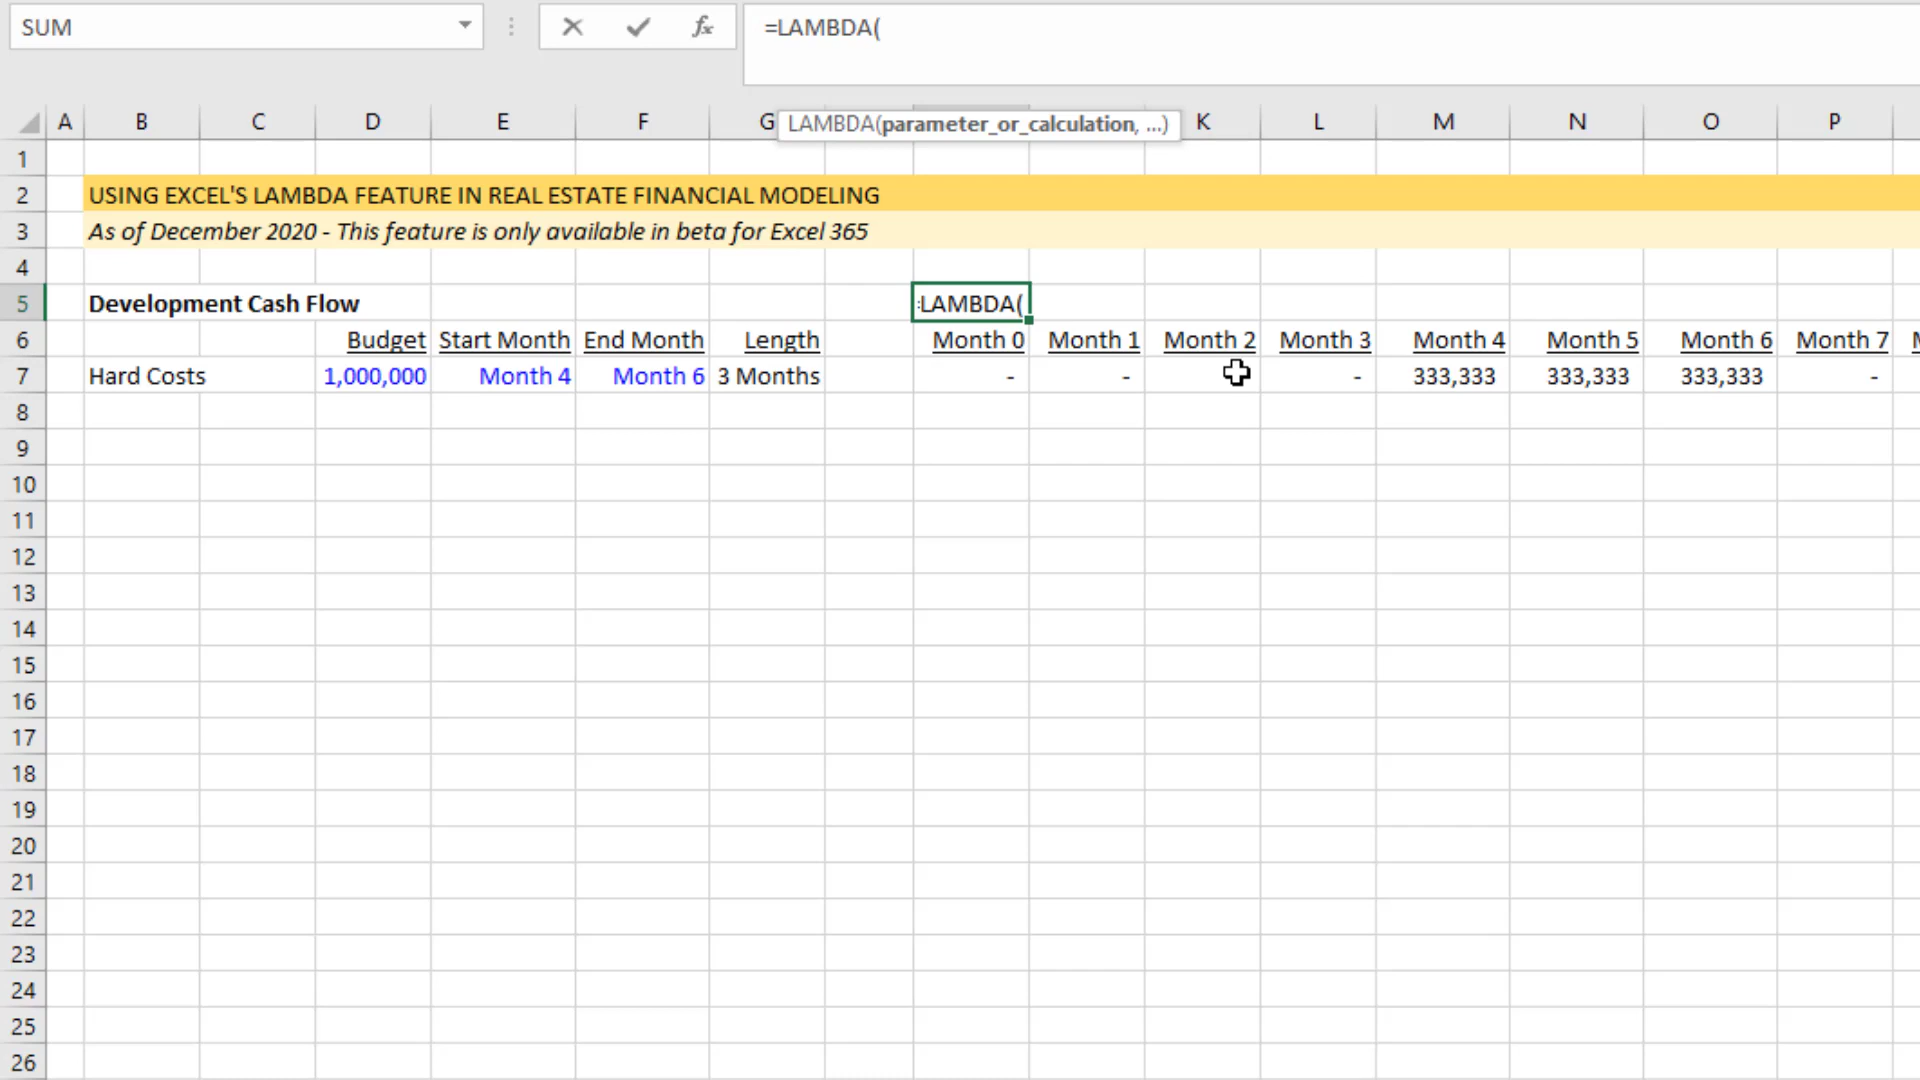 SUM
fx
=LAMBDA(
A B C D E F G K L M N O P
LAMBDA(parameter_or_calculation, ...)
1
2 USING EXCEL'S LAMBDA FEATURE IN REAL ESTATE FINANCIAL MODELING
3 As of December 2020 - This feature is only available in beta for Excel 365
4
5 Development Cash Flow =LAMBDA(
6 Budget Start Month End Month Length Month 0 Month 1 Month 2 Month 3 Month 4 Month 5 Month 6 Month 7
7 Hard Costs 1,000,000 Month 4 Month 6 3 Months - - - 333,333 333,333 333,333 -
8
9
10
11
12
13
14
15
16
17
18
19
20
21
22
23
24
25
26